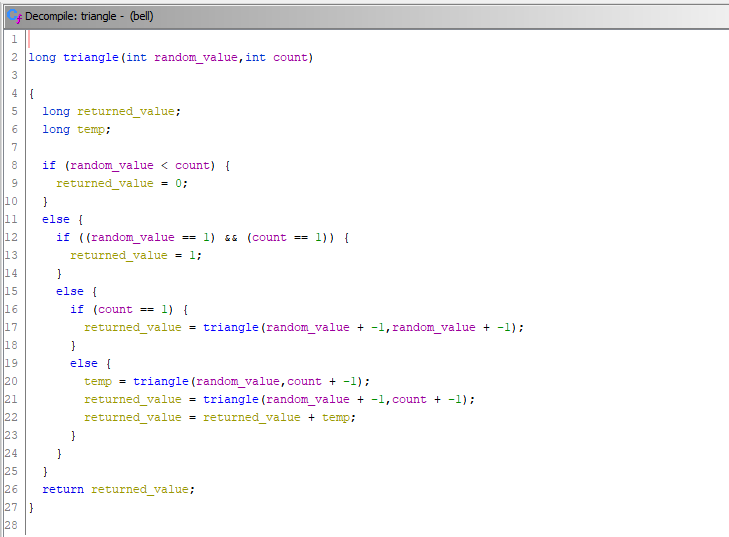 Decompile: triangle - (bell)
1
2 long triangle(int random_value,int count)
3
4 {
5 long returned_value;
6 long temp;
7
8 if (random_value < count) {
9 returned_value = 0;
10 }
11 else {
12 if ((random_value == 1) && (count == 1)) {
13 returned_value = 1;
14 }
15 else {
16 if (count == 1) {
17 returned_value = triangle(random_value + -1,random_value + -1);
18 }
19 else {
20 temp = triangle(random_value,count + -1);
21 returned_value = triangle(random_value + -1,count + -1);
22 returned_value = returned_value + temp;
23 }
24 }
25 }
26 return returned_value;
27 }
28